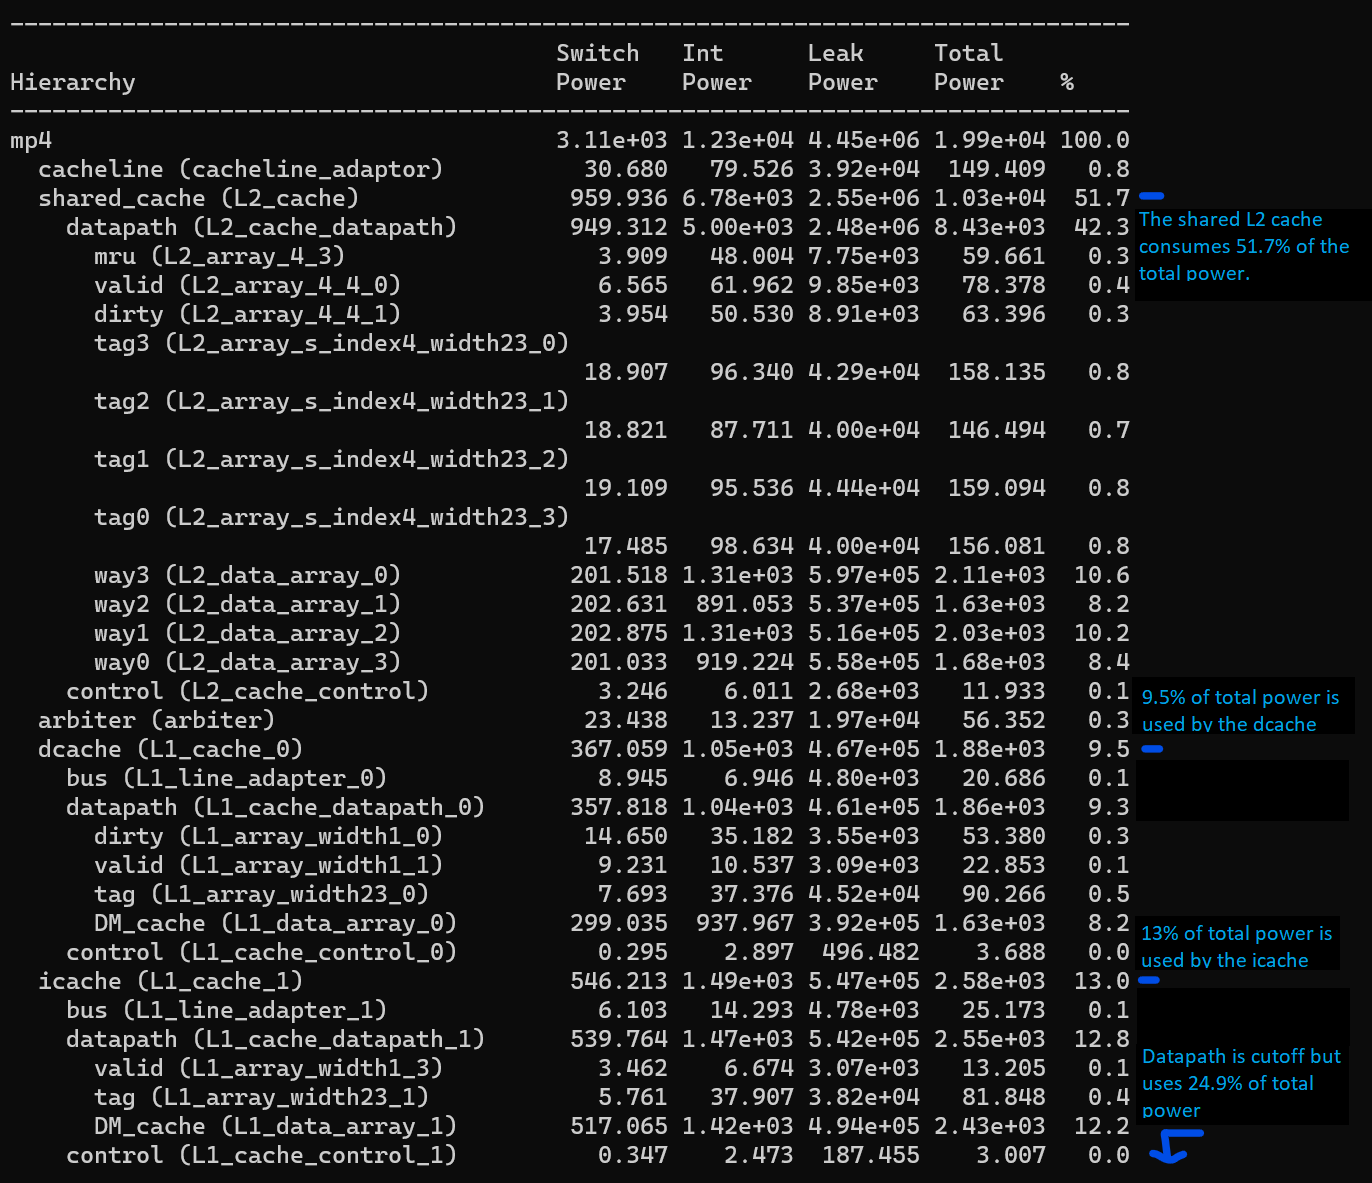 Switch Int Leak Total
Hierarchy Power Power Power Power %
mp4 3.11e+03 1.23e+04 4.45e+06 1.99e+04 100.0
cacheline (cacheline_adaptor) 30.680 79.526 3.92e+04 149.409 0.8
shared_cache (L2_cache) 959.936 6.78e+03 2.55e+06 1.03e+04 51.7
datapath (L2_cache_datapath) 949.312 5.00e+03 2.48e+06 8.43e+03 42.3
The shared L2 cache
consumes 51.7% of the
total power.
mru (L2_array_4_3) 3.909 48.004 7.75e+03 59.661 0.3
valid (L2_array_4_4_0) 6.565 61.962 9.85e+03 78.378 0.4
dirty (L2_array_4_4_1) 3.954 50.530 8.91e+03 63.396 0.3
tag3 (L2_array_s_index4_width23_0)
18.907 96.340 4.29e+04 158.135 0.8
tag2 (L2_array_s_index4_width23_1)
18.821 87.711 4.00e+04 146.494 0.7
tag1 (L2_array_s_index4_width23_2)
19.109 95.536 4.44e+04 159.094 0.8
tag0 (L2_array_s_index4_width23_3)
17.485 98.634 4.00e+04 156.081 0.8
way3 (L2_data_array_0) 201.518 1.31e+03 5.97e+05 2.11e+03 10.6
way2 (L2_data_array_1) 202.631 891.053 5.37e+05 1.63e+03 8.2
way1 (L2_data_array_2) 202.875 1.31e+03 5.16e+05 2.03e+03 10.2
way0 (L2_data_array_3) 201.033 919.224 5.58e+05 1.68e+03 8.4
control (L2_cache_control) 3.246 6.011 2.68e+03 11.933 0.1
arbiter (arbiter) 23.438 13.237 1.97e+04 56.352 0.3
9.5% of total power is
used by the dcache
dcache (L1_cache_0) 367.059 1.05e+03 4.67e+05 1.88e+03 9.5
bus (L1_line_adapter_0) 8.945 6.946 4.80e+03 20.686 0.1
datapath (L1_cache_datapath_0) 357.818 1.04e+03 4.61e+05 1.86e+03 9.3
dirty (L1_array_width1_0) 14.650 35.182 3.55e+03 53.380 0.3
valid (L1_array_width1_1) 9.231 10.537 3.09e+03 22.853 0.1
tag (L1_array_width23_0) 7.693 37.376 4.52e+04 90.266 0.5
DM_cache (L1_data_array_0) 299.035 937.967 3.92e+05 1.63e+03 8.2
control (L1_cache_control_0) 0.295 2.897 496.482 3.688 0.0
13% of total power is
used by the icache
icache (L1_cache_1) 546.213 1.49e+03 5.47e+05 2.58e+03 13.0
bus (L1_line_adapter_1) 6.103 14.293 4.78e+03 25.173 0.1
datapath (L1_cache_datapath_1) 539.764 1.47e+03 5.42e+05 2.55e+03 12.8
valid (L1_array_width1_3) 3.462 6.674 3.07e+03 13.205 0.1
tag (L1_array_width23_1) 5.761 37.907 3.82e+04 81.848 0.4
DM_cache (L1_data_array_1) 517.065 1.42e+03 4.94e+05 2.43e+03 12.2
control (L1_cache_control_1) 0.347 2.473 187.455 3.007 0.0
Datapath is cutoff but
uses 24.9% of total
power